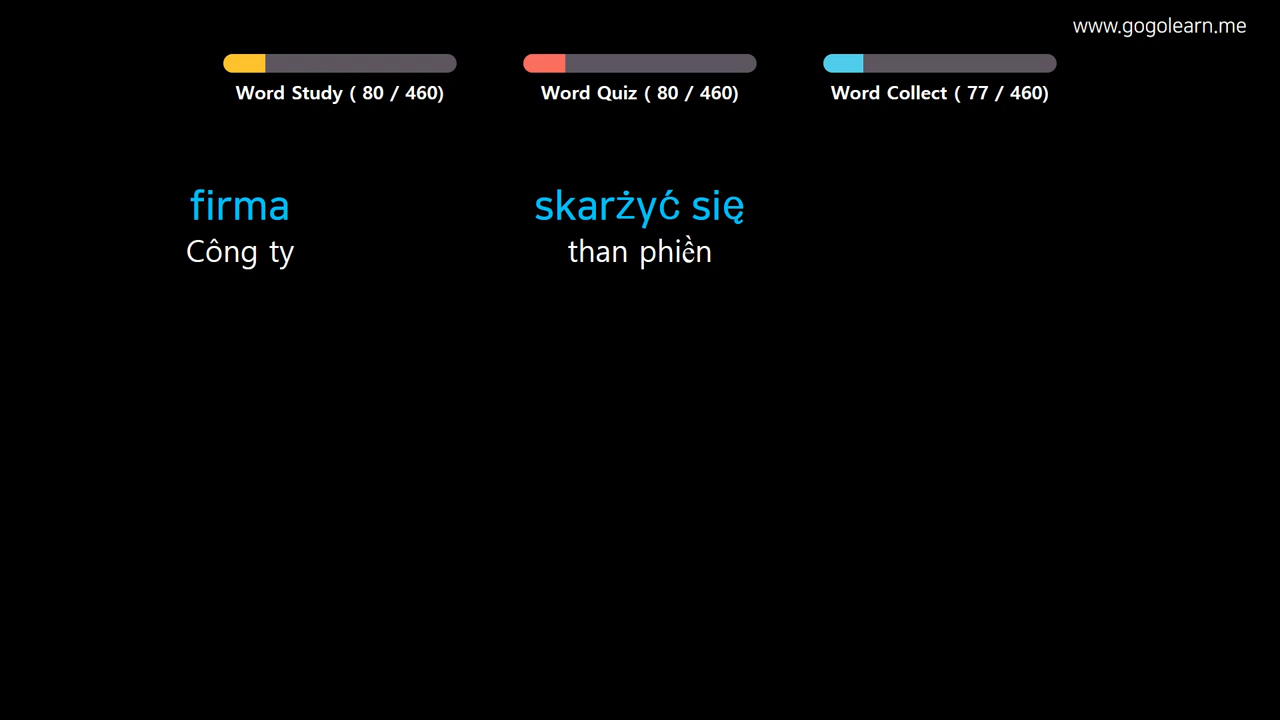 www.gogolearn.me
Word Study ( 80 / 460)
Word Quiz ( 80 / 460)
Word Collect ( 77 / 460)
firma
Công ty
skarżyć się
than phiền